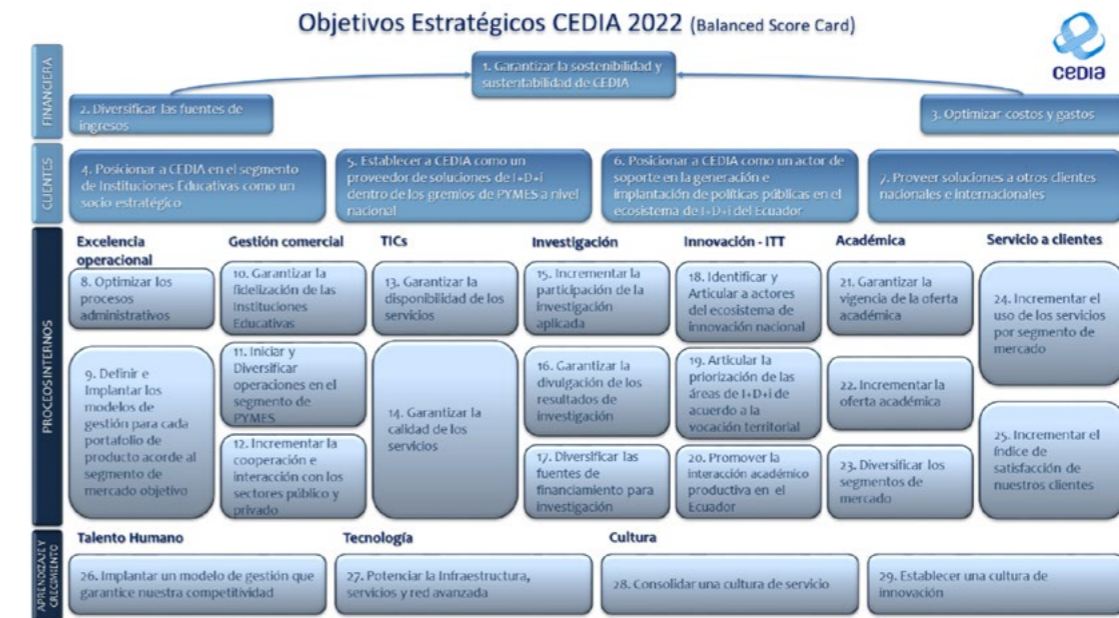 Objetivos Estratégicos CEDIA 2022 (Balanced Score Card)
CEDIA
FINANCIERA
1. Garantizar la sostenibilidad y
sustentabilidad de CEDIA
2. Diversificar las fuentes de
ingresos
3. Optimizar costos y gastos
CLIENTES
4. Posicionar a CEDIA en el segmento
de Instituciones Educativas como un
socio estratégico
5. Establecer a CEDIA como un
proveedor de soluciones de I+D+i
dentro de los gremios de PYMES a nivel
nacional
6. Posicionar a CEDIA como un actor de
soporte en la generación e
implantación de políticas públicas en el
ecosistema de I+D+i del Ecuador
7. Proveer soluciones a otros clientes
nacionales e internacionales
PROCEOS INTERNOS
Excelencia
operacional
8. Optimizar los
procesos
administrativos
9. Definir e
Implantar los
modelos de
gestión para cada
portafolio de
producto acorde al
segmento de
mercado objetivo
Gestión comercial
10. Garantizar la
fidelización de las
Instituciones
Educativas
11. Iniciar y
Diversificar
operaciones en el
segmento de
PYMES
12. Incrementar la
cooperación e
interacción con los
sectores público y
privado
TICs
13. Garantizar la
disponibilidad de los
servicios
14. Garantizar la
calidad de los
servicios
Investigación
15. Incrementar la
participación de la
investigación
aplicada
16. Garantizar la
divulgación de los
resultados de
investigación
17. Diversificar las
fuentes de
financiamiento para
investigación
Innovación - ITT
18. Identificar y
Articular a actores
del ecosistema de
innovación nacional
19. Articular la
priorización de las
áreas de I+D+i de
acuerdo a la
vocación territorial
20. Promover la
interacción académico
productiva en el
Ecuador
Académica
21. Garantizar la
vigencia de la oferta
académica
22. Incrementar la
oferta académica
23. Diversificar los
segmentos de
mercado
Servicio a clientes
24. Incrementar el
uso de los servicios
por segmento de
mercado
25. Incrementar el
índice de
satisfacción de
nuestros clientes
APRENDIZAJE Y
CRECIMIENTO
Talento Humano
26. Implantar un modelo de gestión que
garantice nuestra competitividad
Tecnología
27. Potenciar la Infraestructura,
servicios y red avanzada
Cultura
28. Consolidar una cultura de servicio
29. Establecer una cultura de
innovación